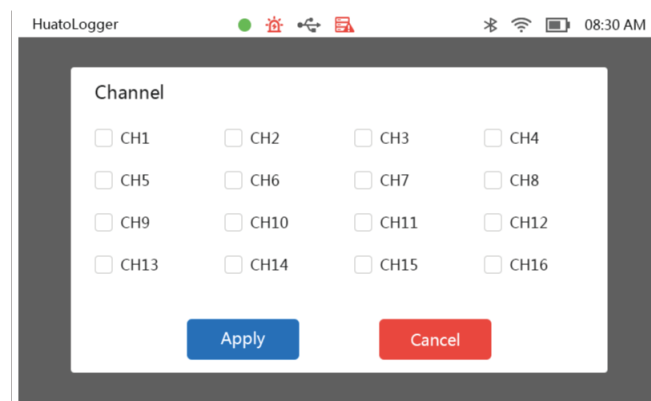 HuatoLogger 08:30 AM
Channel
CH1 CH2 CH3 CH4
CH5 CH6 CH7 CH8
CH9 CH10 CH11 CH12
CH13 CH14 CH15 CH16
Apply Cancel